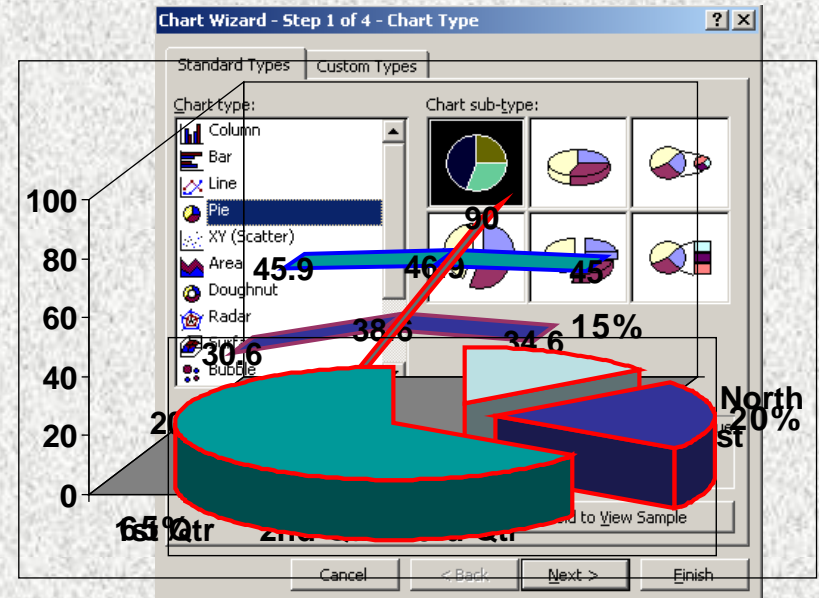 Chart Wizard - Step 1 of 4 - Chart Type
Standard Types Custom Types
Chart type: Chart sub-type:
Column
Bar
Line
Pie
XY (Scatter)
Area
Doughnut
Radar
Bubble
100
80
60
40
20
0
90
45.9 46.9 45
30.6 38.6 34.6
15%
North
20%
65%
1st Qtr
to View Sample
Cancel < Back Next > Finish